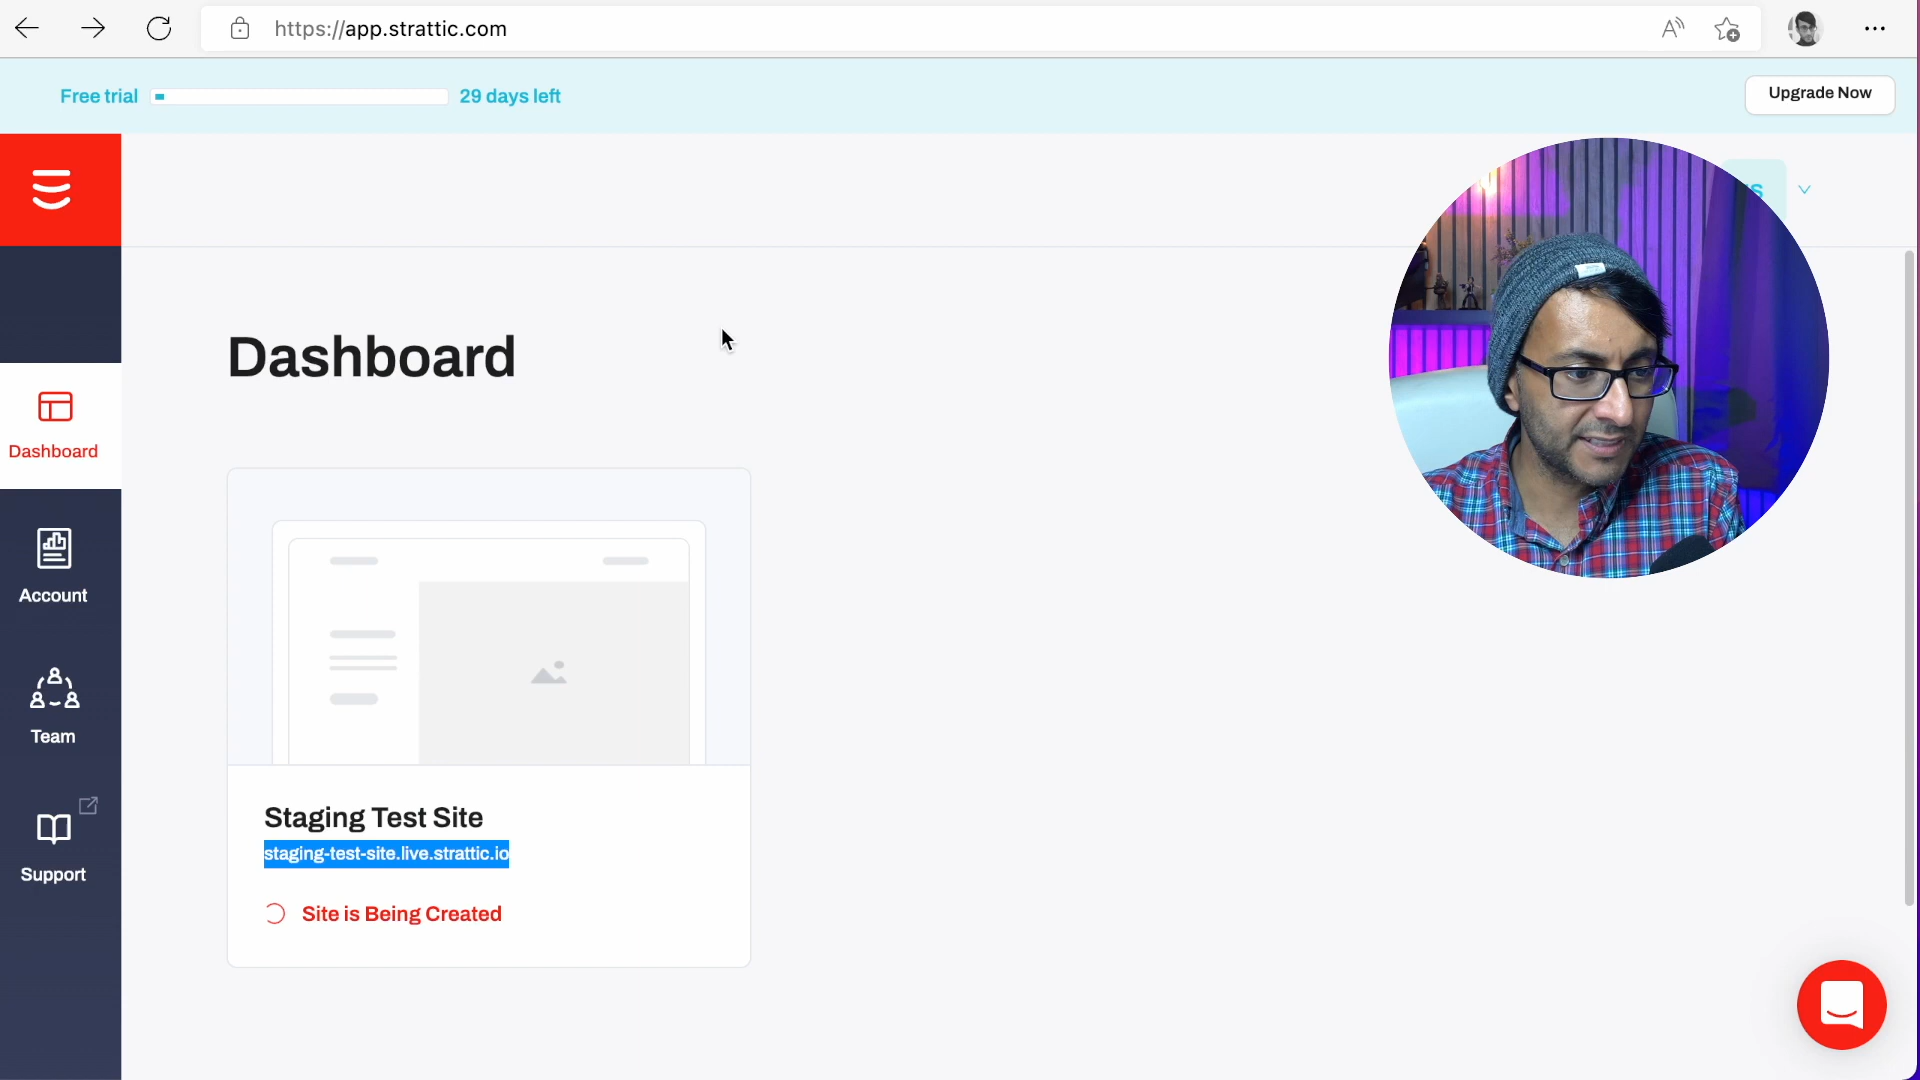 https://app.strattic.com
Free trial
29 days left
Upgrade Now
Dashboard
Dashboard
Account
Team
Support
Staging Test Site
staging-test-site.live.strattic.io
Site is Being Created